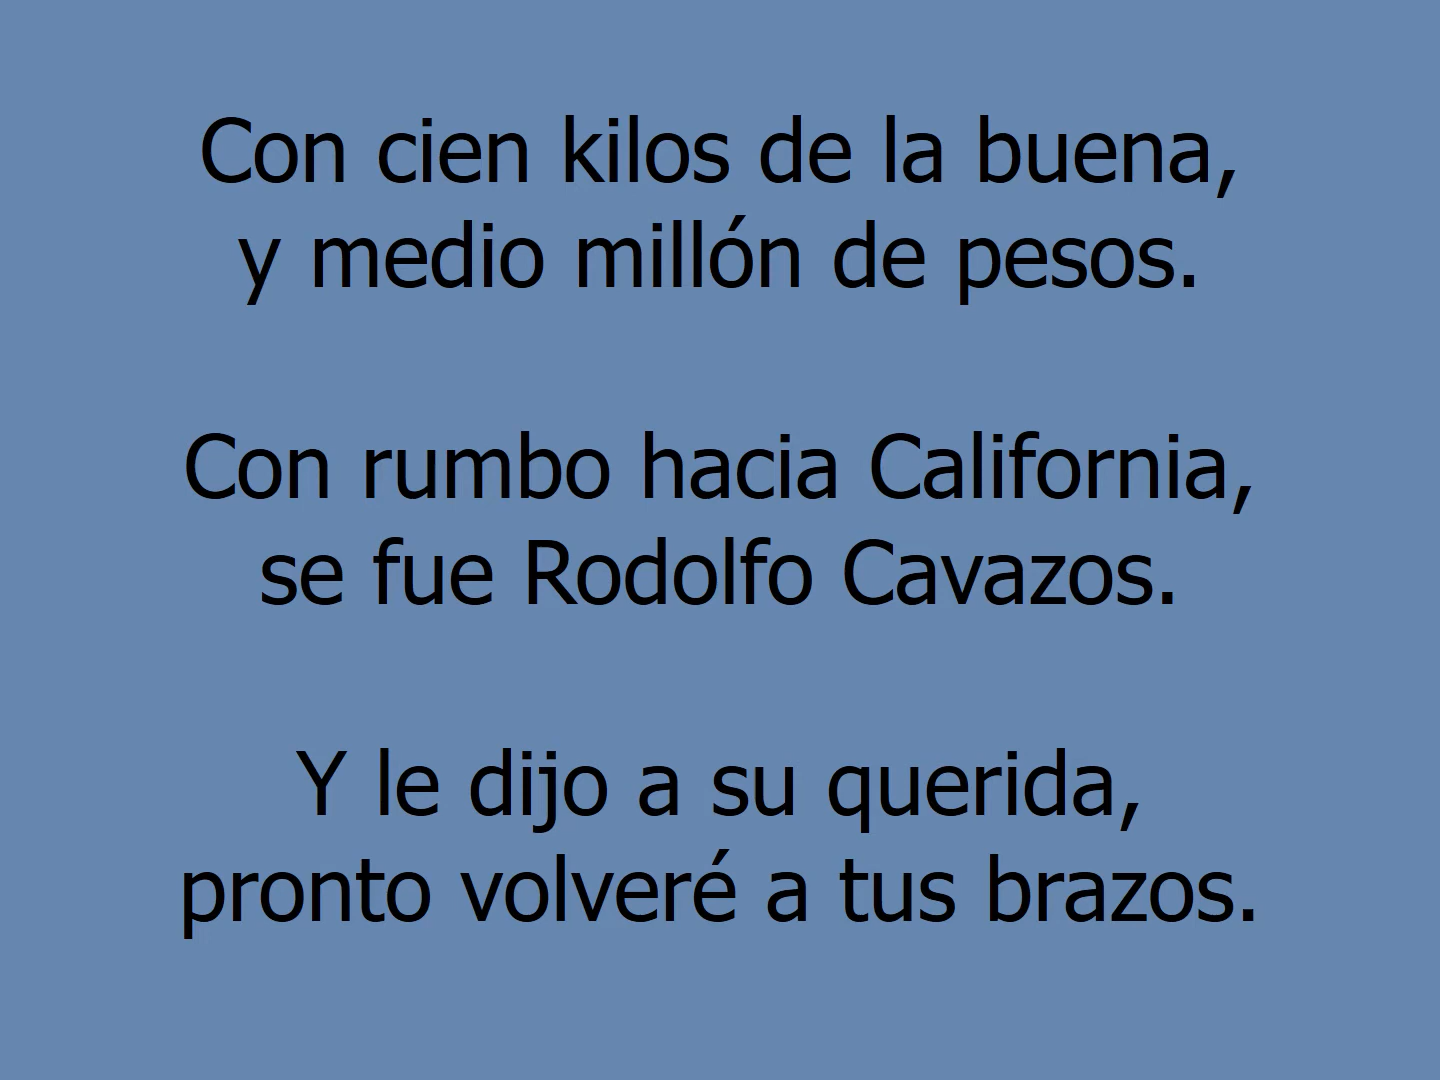 Con cien kilos de la buena,
y medio millón de pesos.
Con rumbo hacia California,
se fue Rodolfo Cavazos.
Y le dijo a su querida,
pronto volveré a tus brazos.